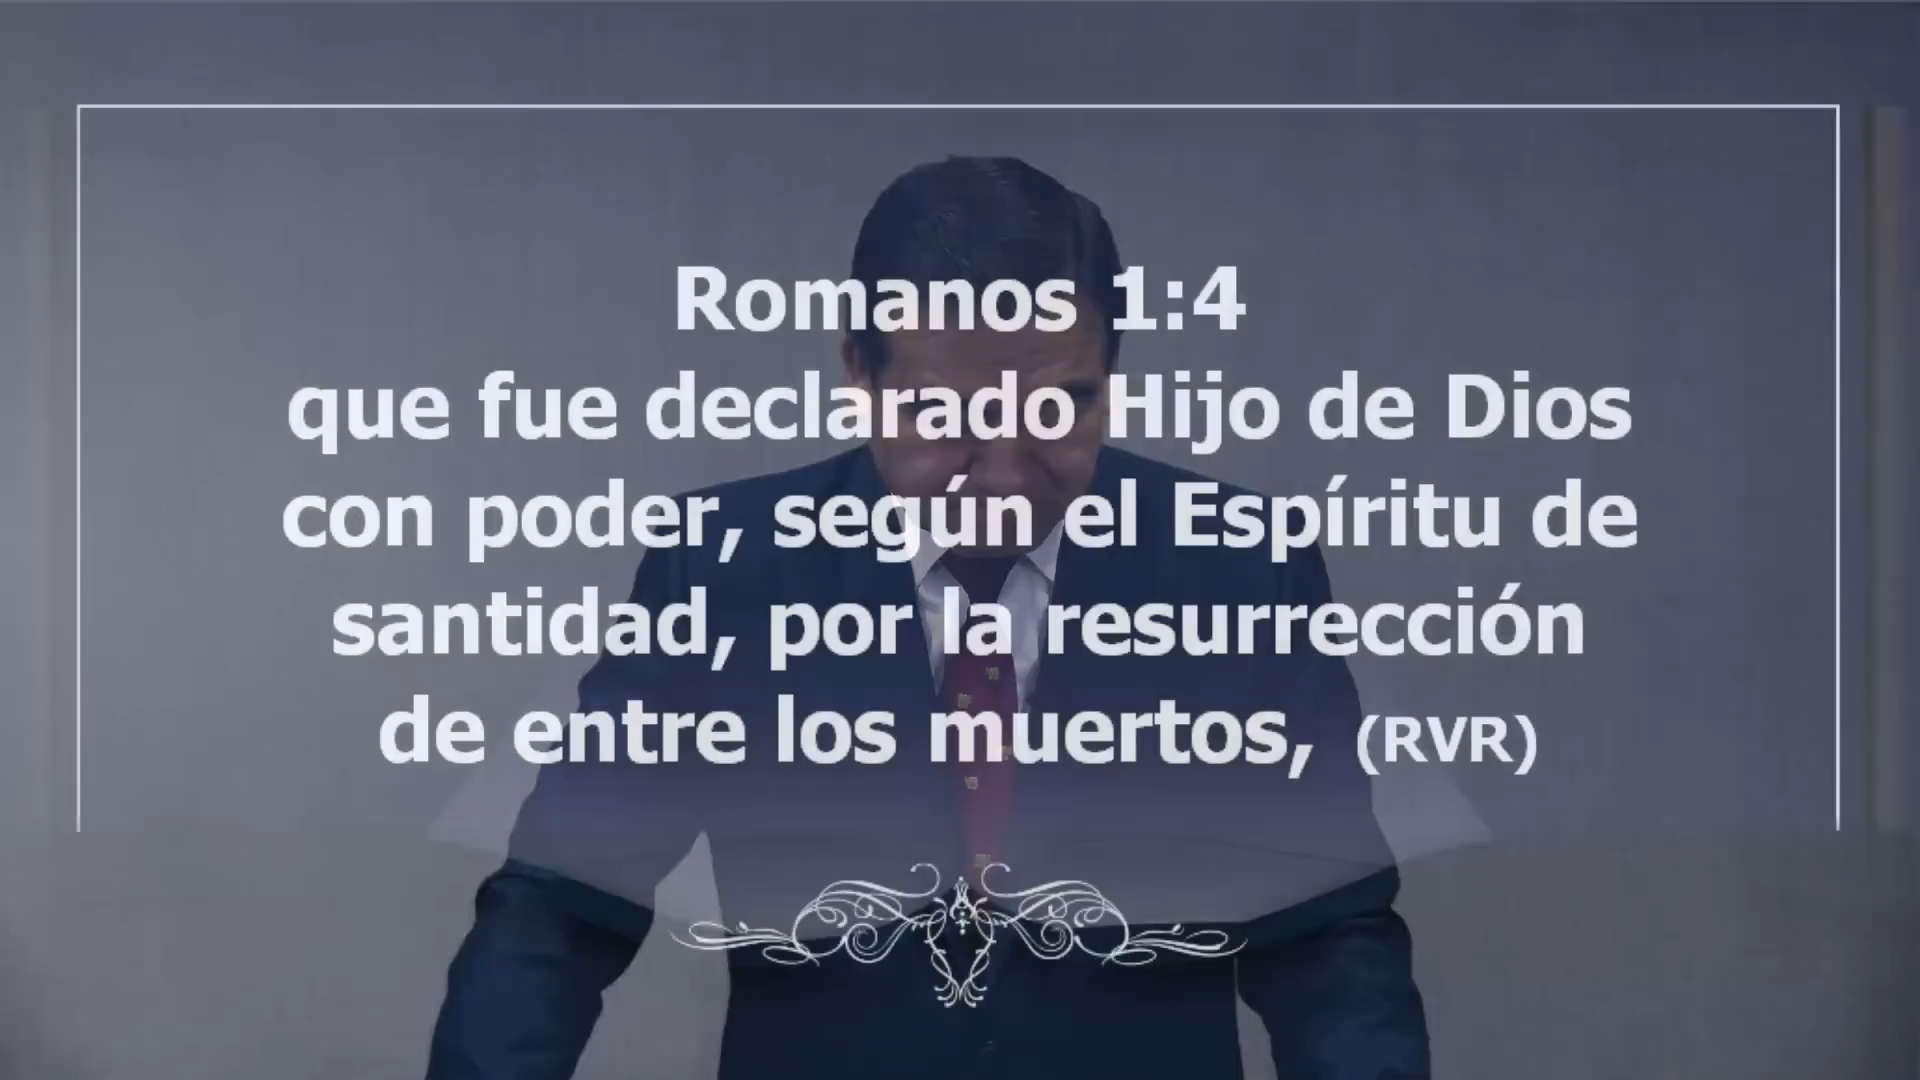 Romanos 1:4
que fue declarado Hijo de Dios
con poder, según el Espíritu de
santidad, por la resurrección
de entre los muertos, (RVR)